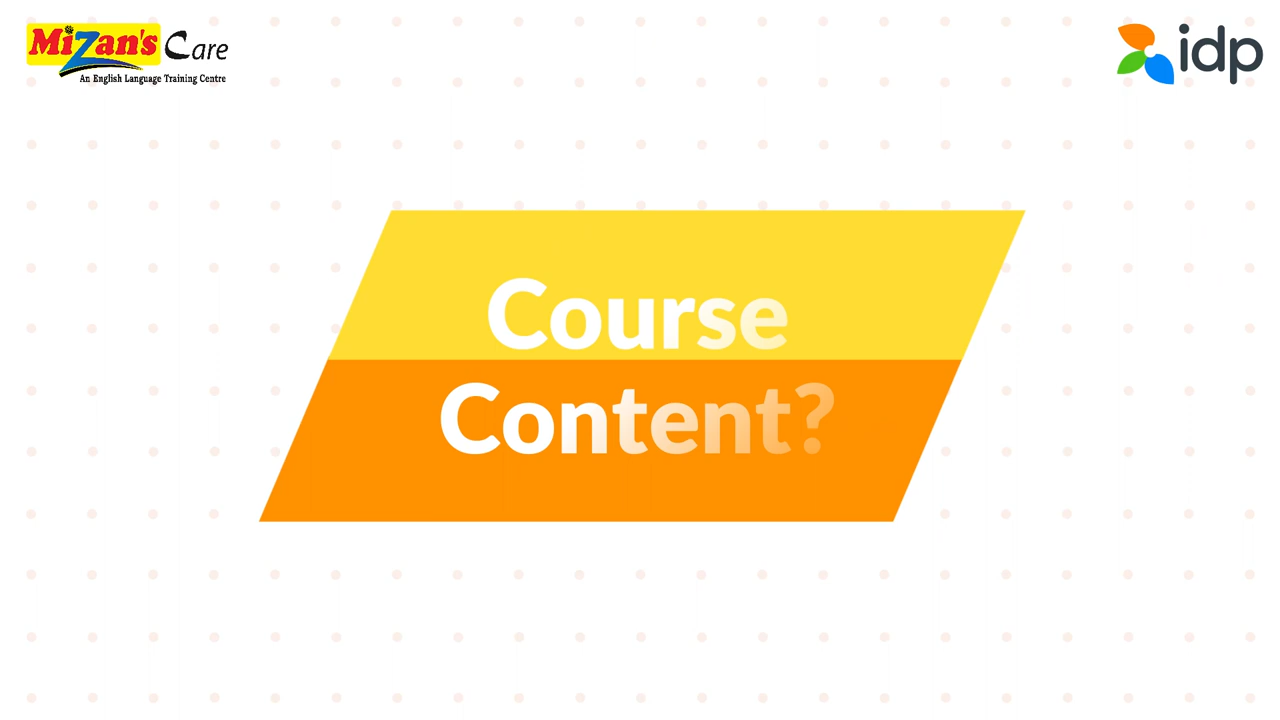 Mizan's Care
An English Language Training Centre
idp
Course
Content?